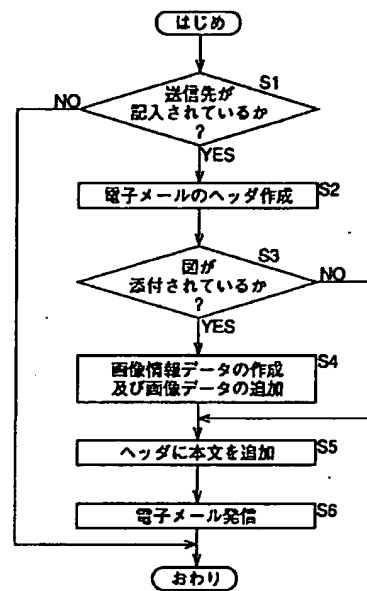 はじめ
S1
送信先が
記入されているか
?
NO
YES
電子メールのヘッダ作成
S2
S3
図が
添付されているか
?
NO
YES
画像情報データの作成
及び画像データの追加
S4
ヘッダに本文を追加
S5
電子メール発信
S6
おわり